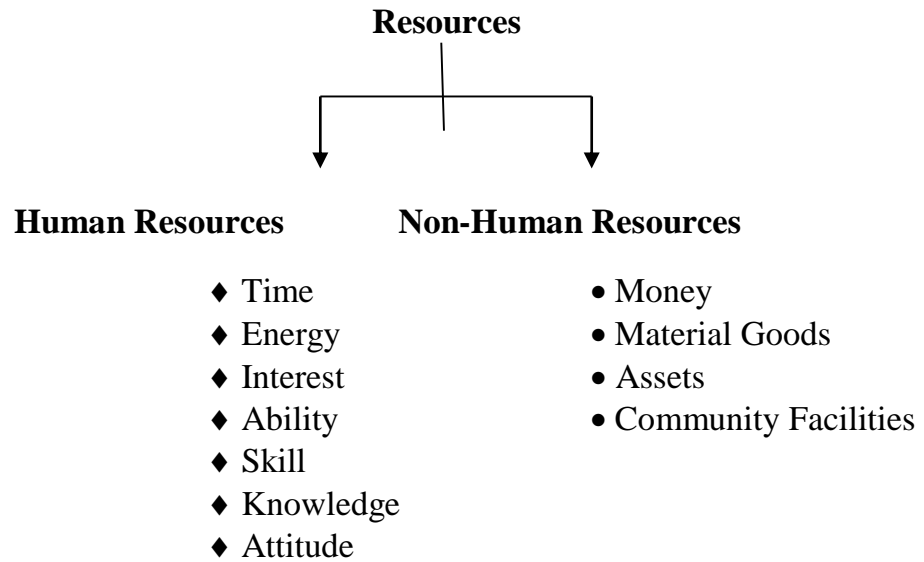 Resources
Human Resources
Non-Human Resources
♦ Time
♦ Energy
♦ Interest
♦ Ability
♦ Skill
♦ Knowledge
♦ Attitude
• Money
• Material Goods
• Assets
• Community Facilities